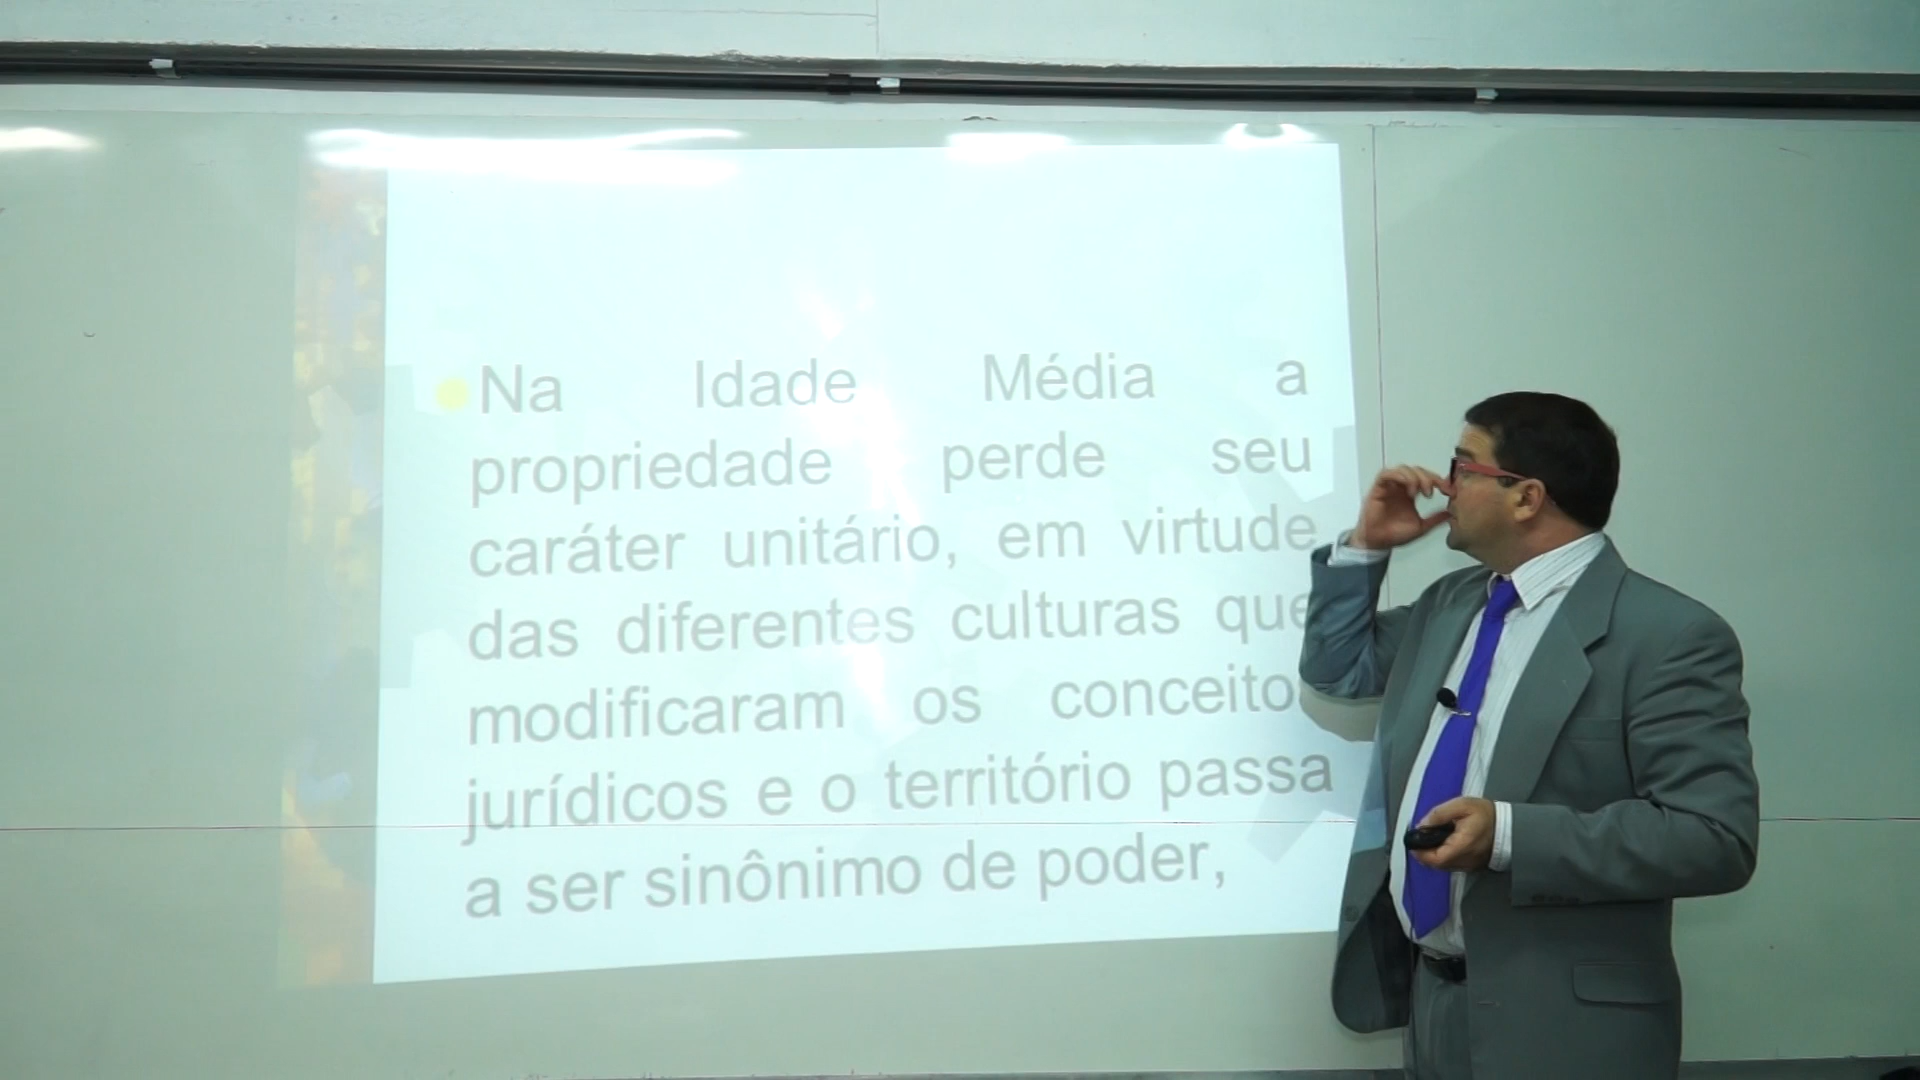 Na Idade Média a
propriedade perde seu
caráter unitário, em virtude
das diferentes culturas que
modificaram os conceito
jurídicos e o território passa
a ser sinônimo de poder,